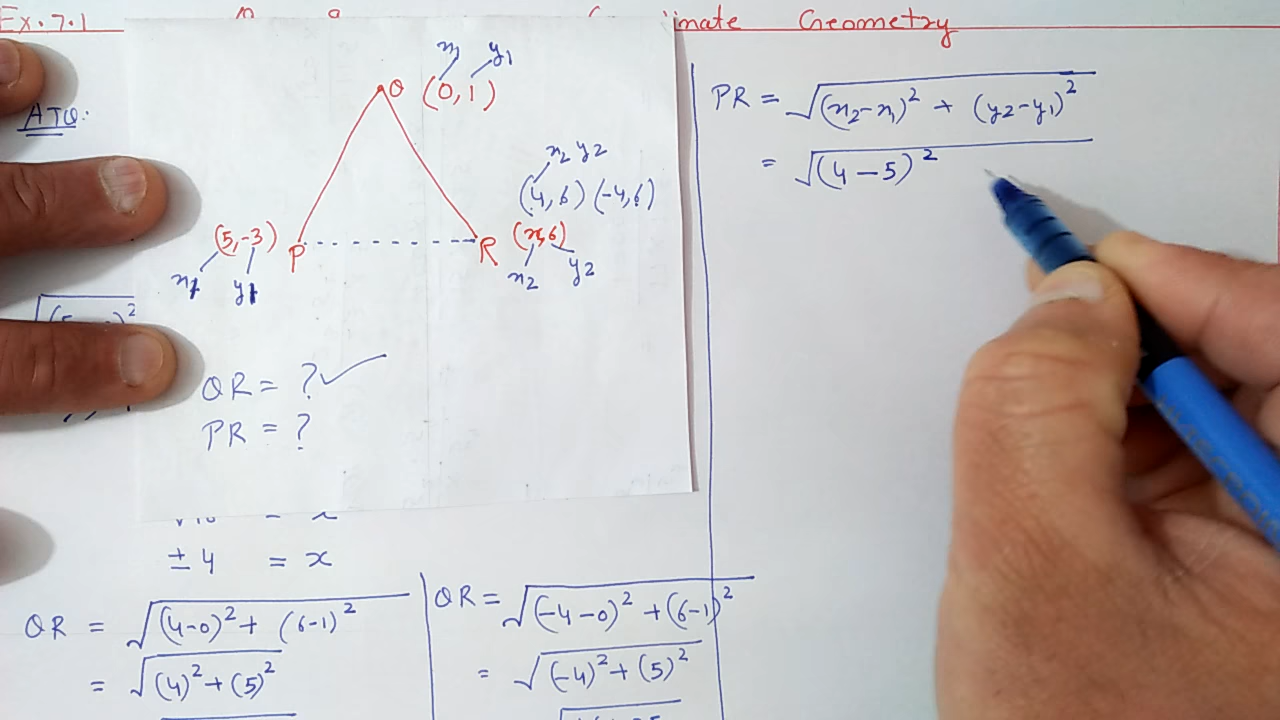 Ex. 7.1
Geometry
ATQ:
x₁ y₁
Q (0, 1)
x₂ y₂
(4, 6) (-4, 6)
(5, -3) P R (x, 6)
x₁ y₁ x₂ y₂
QR = ? ✓
PR = ?
± 4 = x
QR = √(4-0)² + (6-1)²
= √(4)² + (5)²
QR = √(-4-0)² + (6-1)²
= √(-4)² + (5)²
PR = √(x₂-x₁)² + (y₂-y₁)²
= √(4-5)²